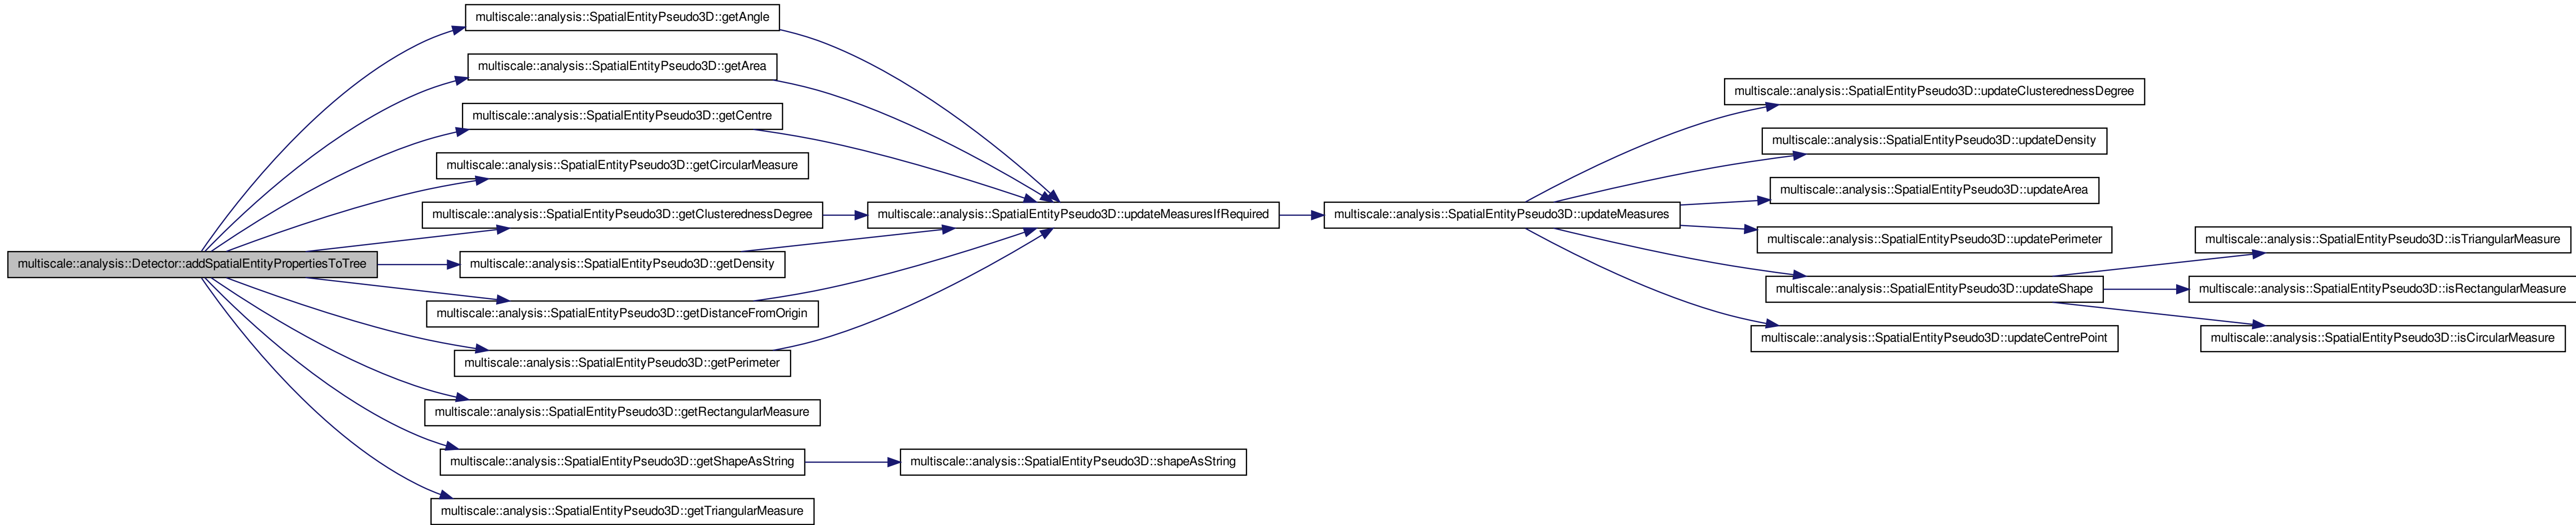 multiscale::analysis::Detector::addSpatialEntityPropertiesToTree
multiscale::analysis::SpatialEntityPseudo3D::getAngle
multiscale::analysis::SpatialEntityPseudo3D::getArea
multiscale::analysis::SpatialEntityPseudo3D::getCentre
multiscale::analysis::SpatialEntityPseudo3D::getCircularMeasure
multiscale::analysis::SpatialEntityPseudo3D::getClusterednessDegree
multiscale::analysis::SpatialEntityPseudo3D::getDensity
multiscale::analysis::SpatialEntityPseudo3D::getDistanceFromOrigin
multiscale::analysis::SpatialEntityPseudo3D::getPerimeter
multiscale::analysis::SpatialEntityPseudo3D::getRectangularMeasure
multiscale::analysis::SpatialEntityPseudo3D::getShapeAsString
multiscale::analysis::SpatialEntityPseudo3D::getTriangularMeasure
multiscale::analysis::SpatialEntityPseudo3D::updateMeasuresIfRequired
multiscale::analysis::SpatialEntityPseudo3D::shapeAsString
multiscale::analysis::SpatialEntityPseudo3D::updateMeasures
multiscale::analysis::SpatialEntityPseudo3D::updateClusterednessDegree
multiscale::analysis::SpatialEntityPseudo3D::updateDensity
multiscale::analysis::SpatialEntityPseudo3D::updateArea
multiscale::analysis::SpatialEntityPseudo3D::updatePerimeter
multiscale::analysis::SpatialEntityPseudo3D::updateShape
multiscale::analysis::SpatialEntityPseudo3D::updateCentrePoint
multiscale::analysis::SpatialEntityPseudo3D::isTriangularMeasure
multiscale::analysis::SpatialEntityPseudo3D::isRectangularMeasure
multiscale::analysis::SpatialEntityPseudo3D::isCircularMeasure